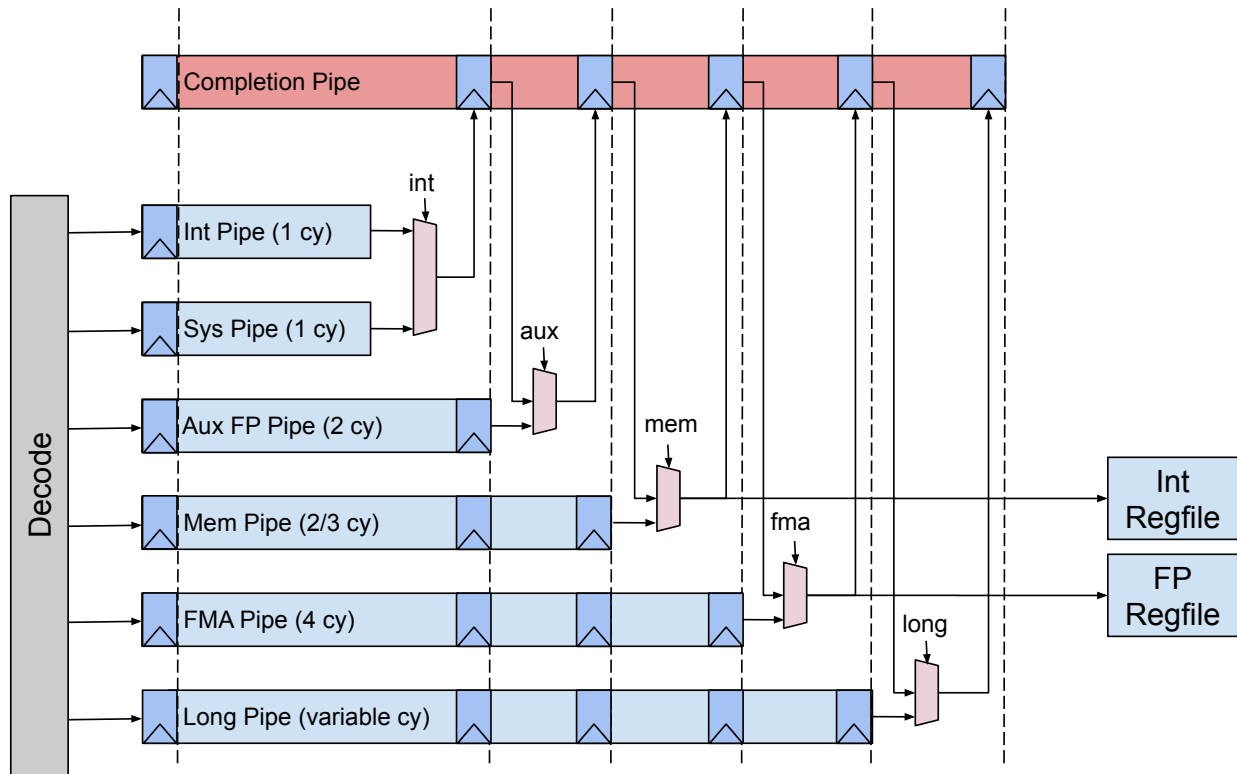 Completion Pipe
int
Int Pipe (1 cy)
Sys Pipe (1 cy)
aux
Aux FP Pipe (2 cy)
mem
Decode
Mem Pipe (2/3 cy)
Int
Regfile
fma
FP
Regfile
FMA Pipe (4 cy)
long
Long Pipe (variable cy)